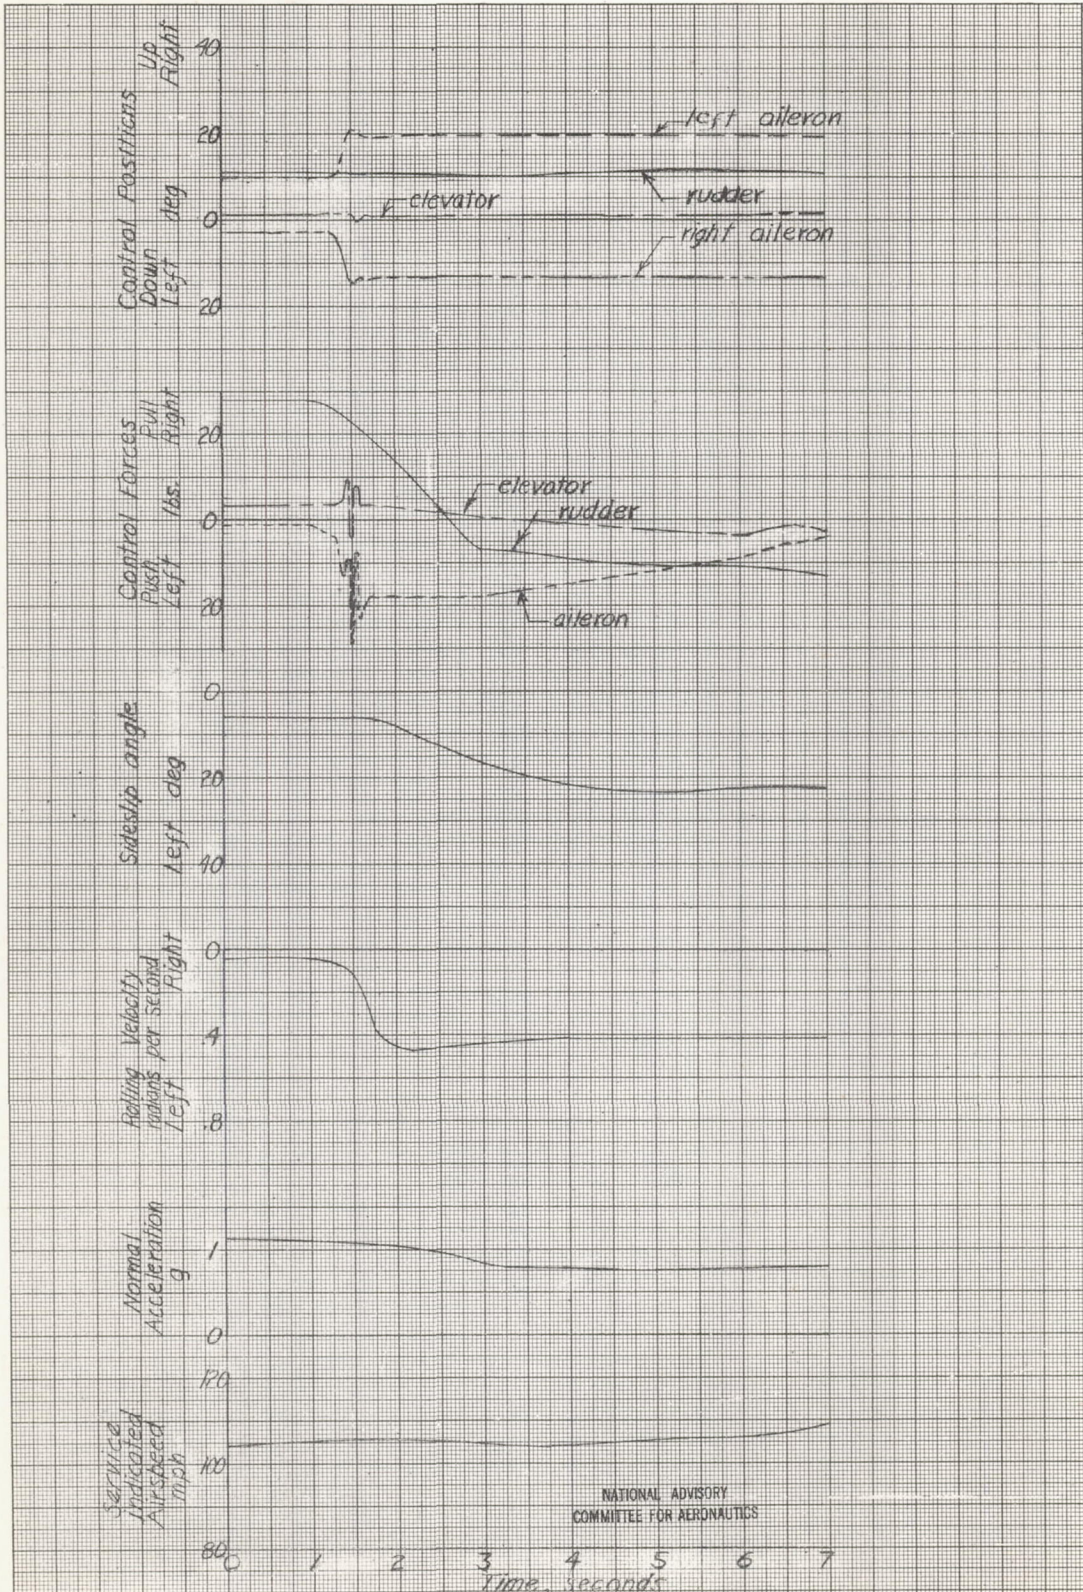 Control Positions
Up
Right
deg
Down
Left
40
20
0
20
left aileron
rudder
elevator
right aileron
Control Forces
Pull
Right
lbs.
Push
Left
20
0
20
elevator
rudder
aileron
Sideslip angle
Left deg
0
20
40
Rolling Velocity
radians per second
Left Right
0
.4
.8
Normal
Acceleration
g
1
0
Service
Indicated
Airspeed
mph
120
100
80
NATIONAL ADVISORY
COMMITTEE FOR AERONAUTICS
0 1 2 3 4 5 6 7
Time, seconds